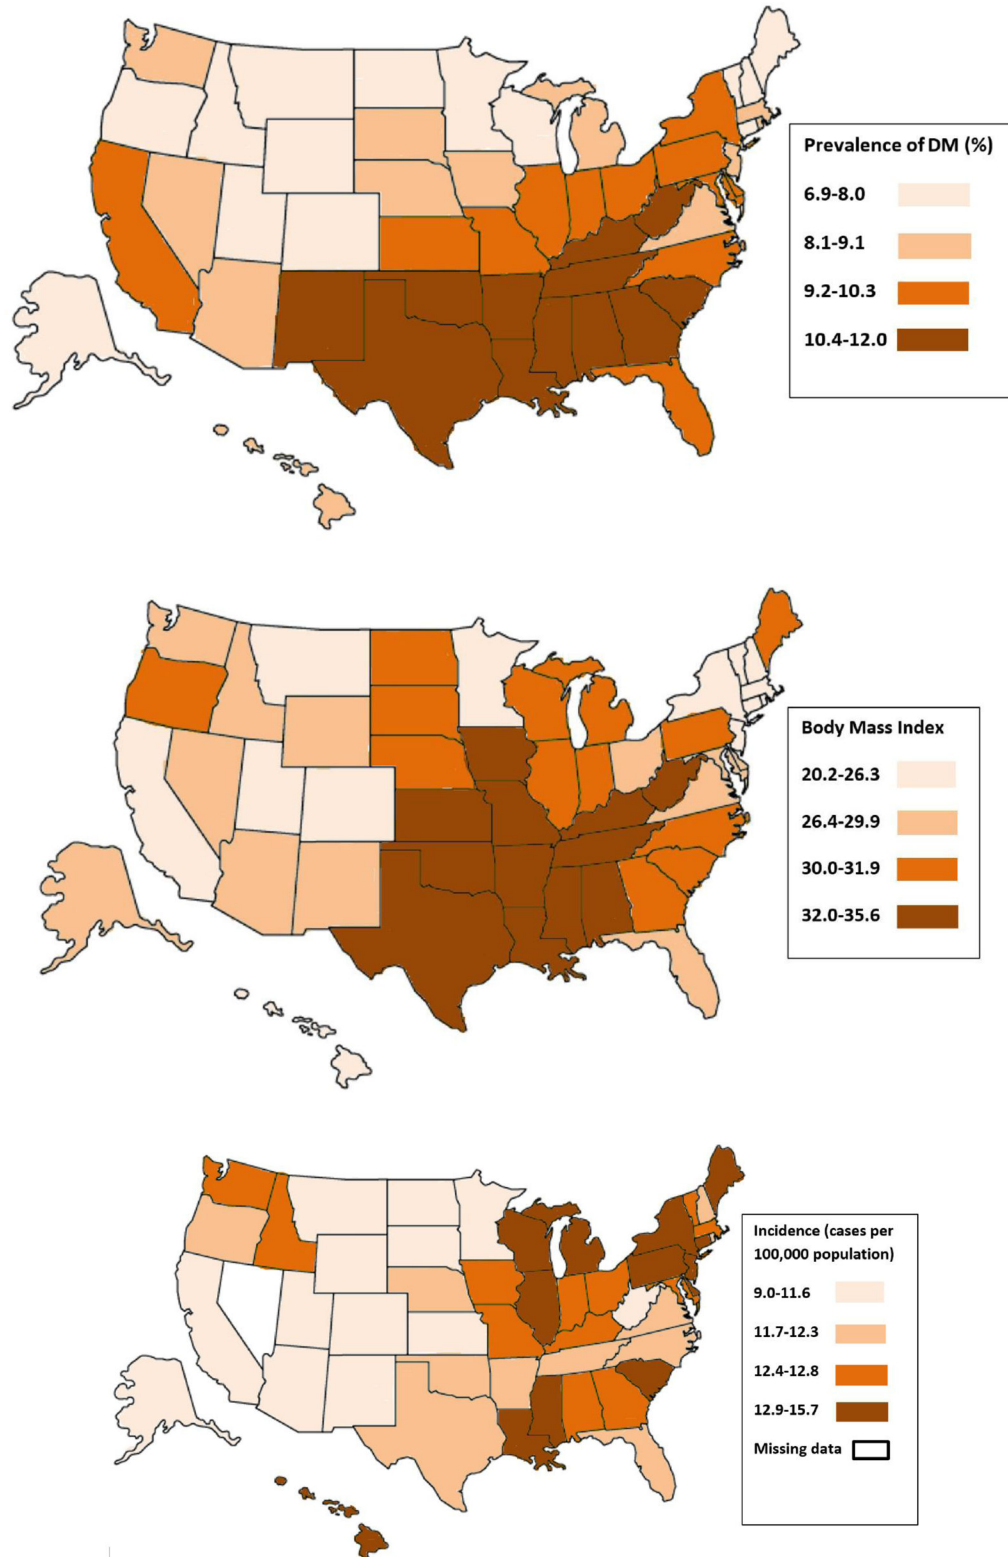 Prevalence of DM (%)
6.9-8.0
8.1-9.1
9.2-10.3
10.4-12.0
Body Mass Index
20.2-26.3
26.4-29.9
30.0-31.9
32.0-35.6
Incidence (cases per
100,000 population)
9.0-11.6
11.7-12.3
12.4-12.8
12.9-15.7
Missing data